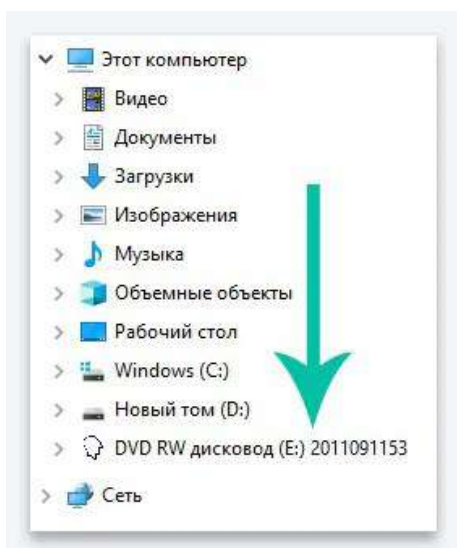 Этот компьютер
Видео
Документы
Загрузки
Изображения
Музыка
Объемные объекты
Рабочий стол
Windows (C:)
Новый том (D:)
DVD RW дисковод (E:) 2011091153
Сеть